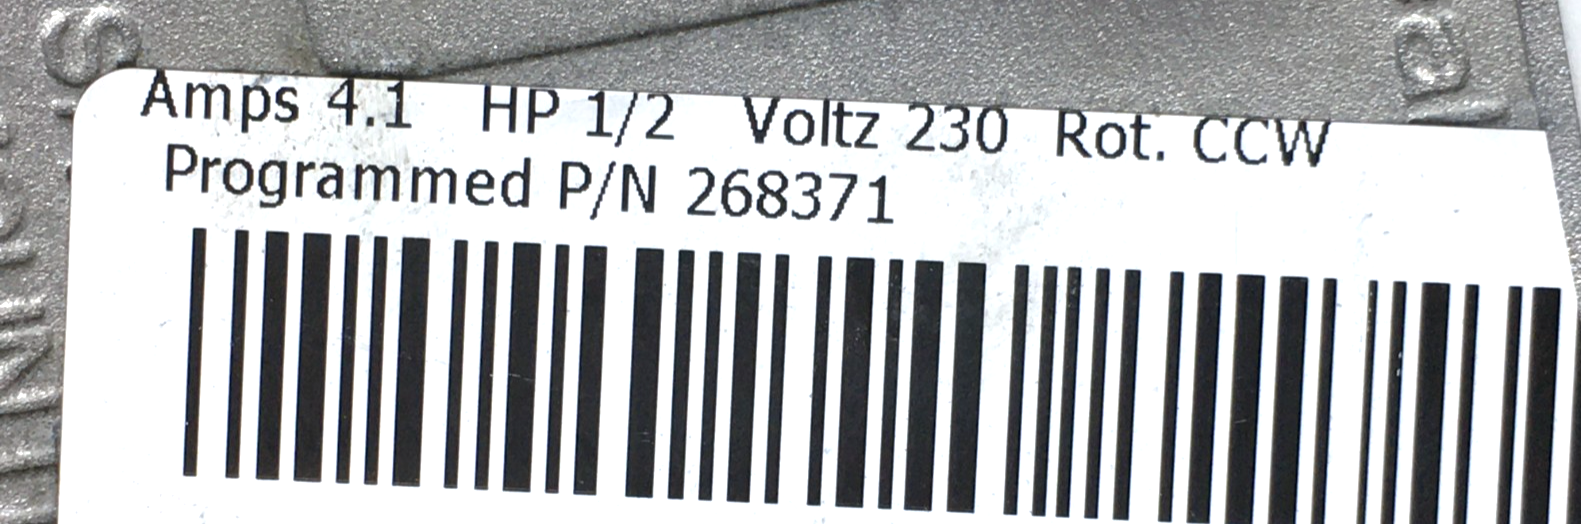 Amps 4.1 HP 1/2 Voltz 230 Rot. CCW
Programmed P/N 268371